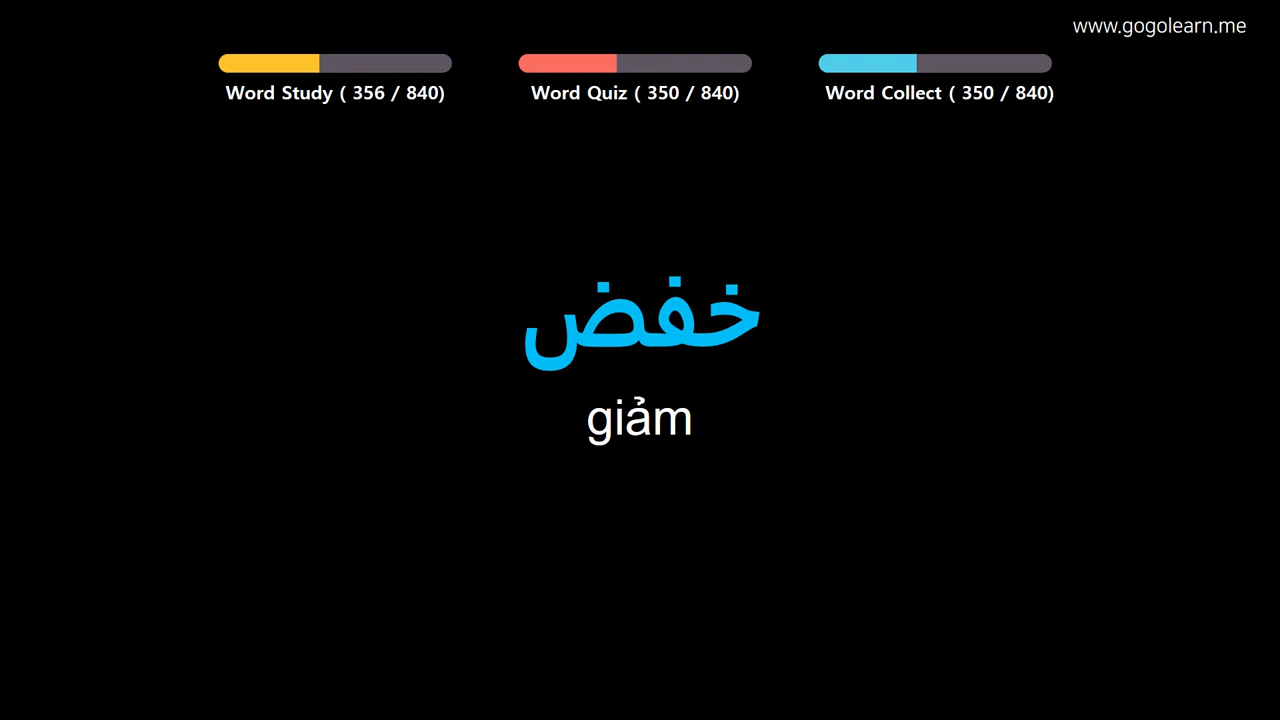 www.gogolearn.me
Word Study ( 356 / 840)
Word Quiz ( 350 / 840)
Word Collect ( 350 / 840)
خفض
giảm